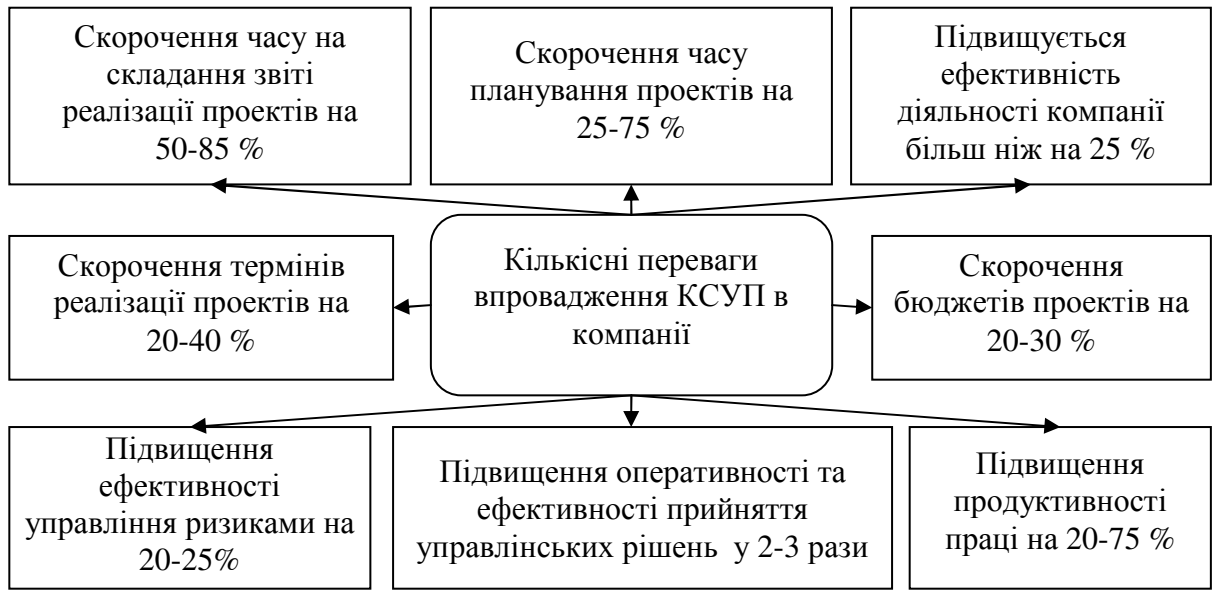 Скорочення часу на
складання звіті
реалізації проектів на
50-85 %
Скорочення часу
планування проектів на
25-75 %
Підвищується
ефективність
діяльності компанії
більш ніж на 25 %
Скорочення термінів
реалізації проектів на
20-40 %
Кількісні переваги
впровадження КСУП в
компанії
Скорочення
бюджетів проектів на
20-30 %
Підвищення
ефективності
управління ризиками на
20-25%
Підвищення оперативності та
ефективності прийняття
управлінських рішень у 2-3 рази
Підвищення
продуктивності
праці на 20-75 %